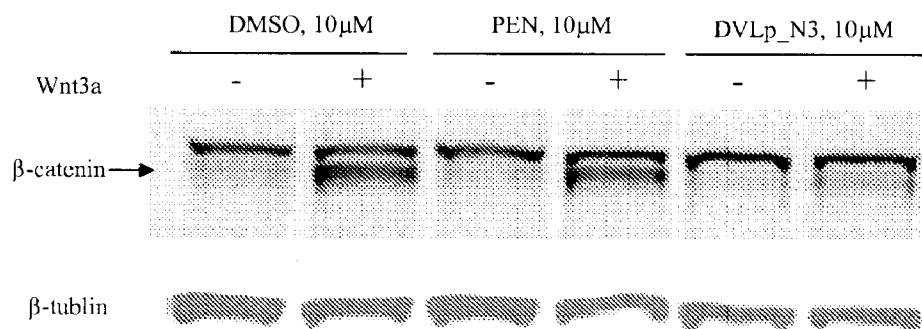 DMSO, 10μM PEN, 10μM DVLp_N3, 10μM
Wnt3a - + - + - +
β-catenin
β-tublin